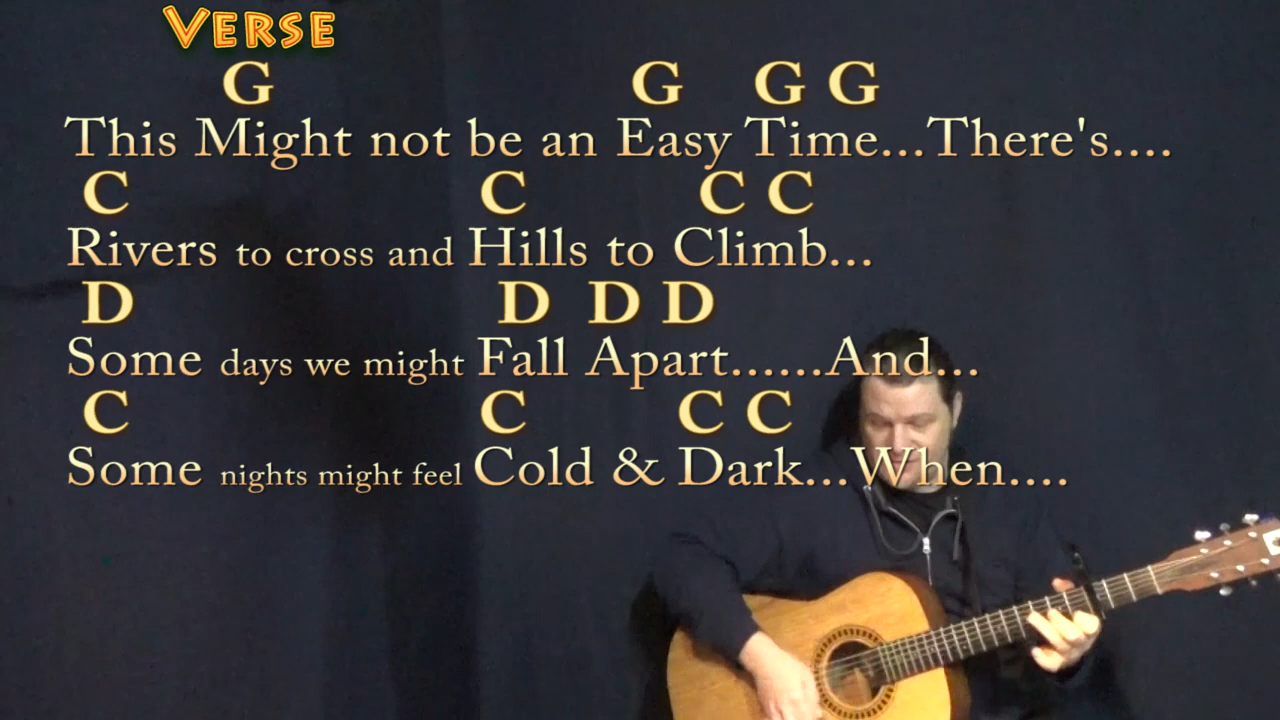 VERSE
G G G G
This Might not be an Easy Time...There's....
C C C C
Rivers to cross and Hills to Climb...
D D D D
Some days we might Fall Apart......And...
C C C C
Some nights might feel Cold & Dark...When....